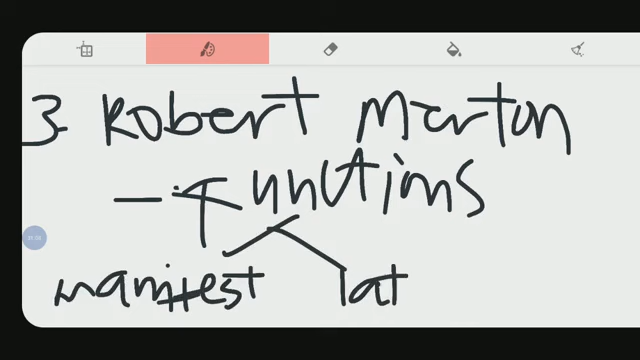 3 Robert Merton
— functions
manifest lat